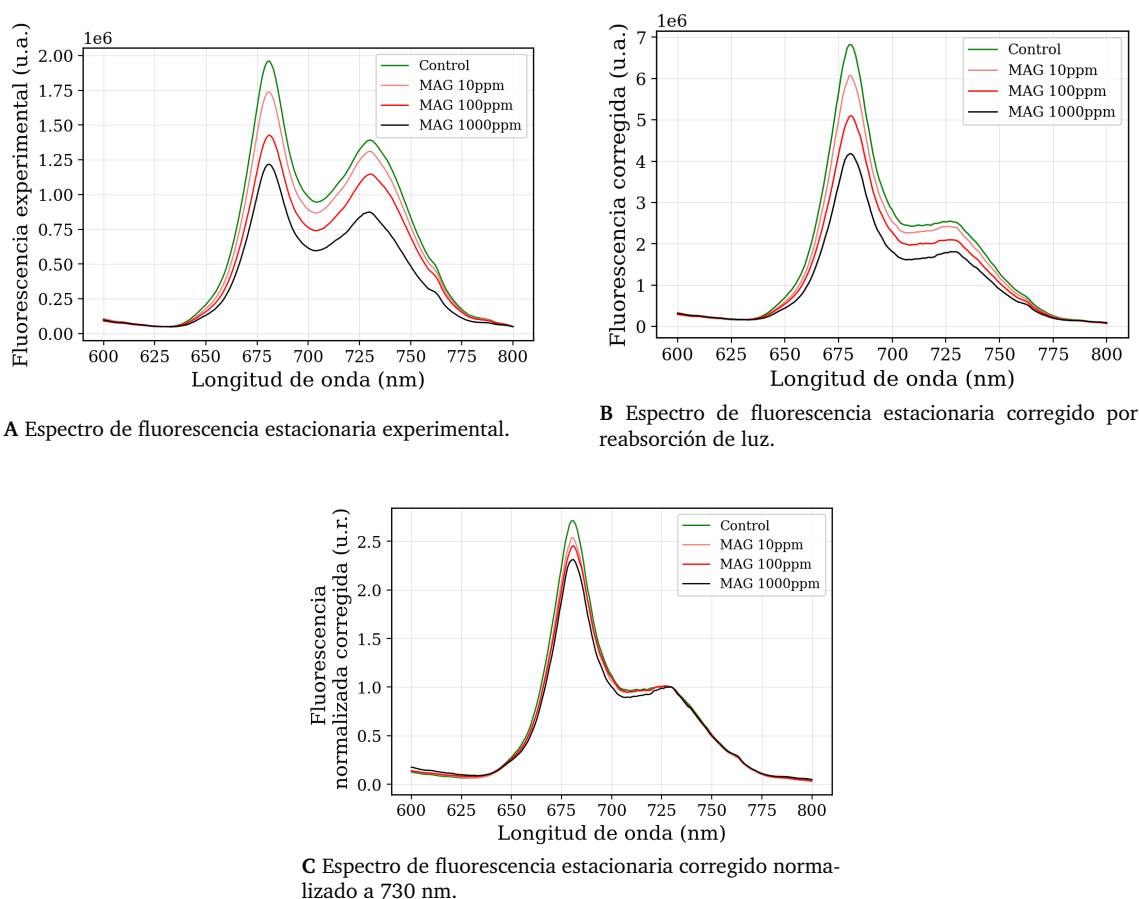 1e6
Fluorescencia experimental (u.a.)
2.00
1.75
1.50
1.25
1.00
0.75
0.50
0.25
0.00
Control
MAG 10ppm
MAG 100ppm
MAG 1000ppm
600 625 650 675 700 725 750 775 800
Longitud de onda (nm)
A Espectro de fluorescencia estacionaria experimental.
1e6
Fluorescencia corregida (u.a.)
7
6
5
4
3
2
1
0
Control
MAG 10ppm
MAG 100ppm
MAG 1000ppm
600 625 650 675 700 725 750 775 800
Longitud de onda (nm)
B Espectro de fluorescencia estacionaria corregido por
reabsorción de luz.
Fluorescencia
normalizada corregida (u.r.)
2.5
2.0
1.5
1.0
0.5
0.0
Control
MAG 10ppm
MAG 100ppm
MAG 1000ppm
600 625 650 675 700 725 750 775 800
Longitud de onda (nm)
C Espectro de fluorescencia estacionaria corregido norma-
lizado a 730 nm.